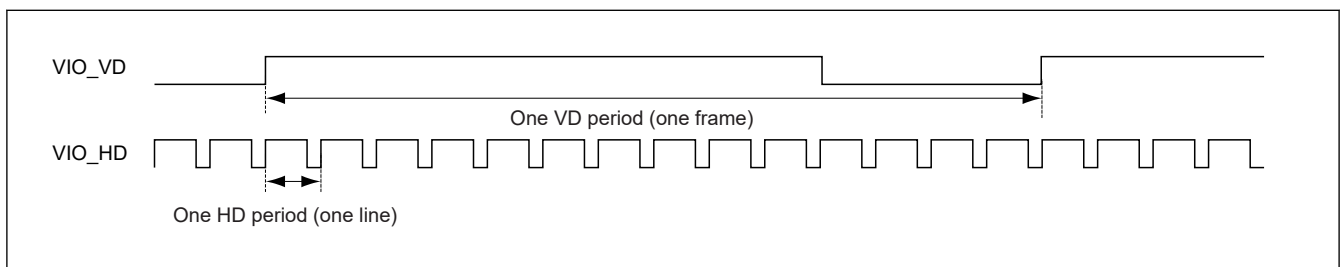 VIO_VD
One VD period (one frame)
VIO_HD
One HD period (one line)